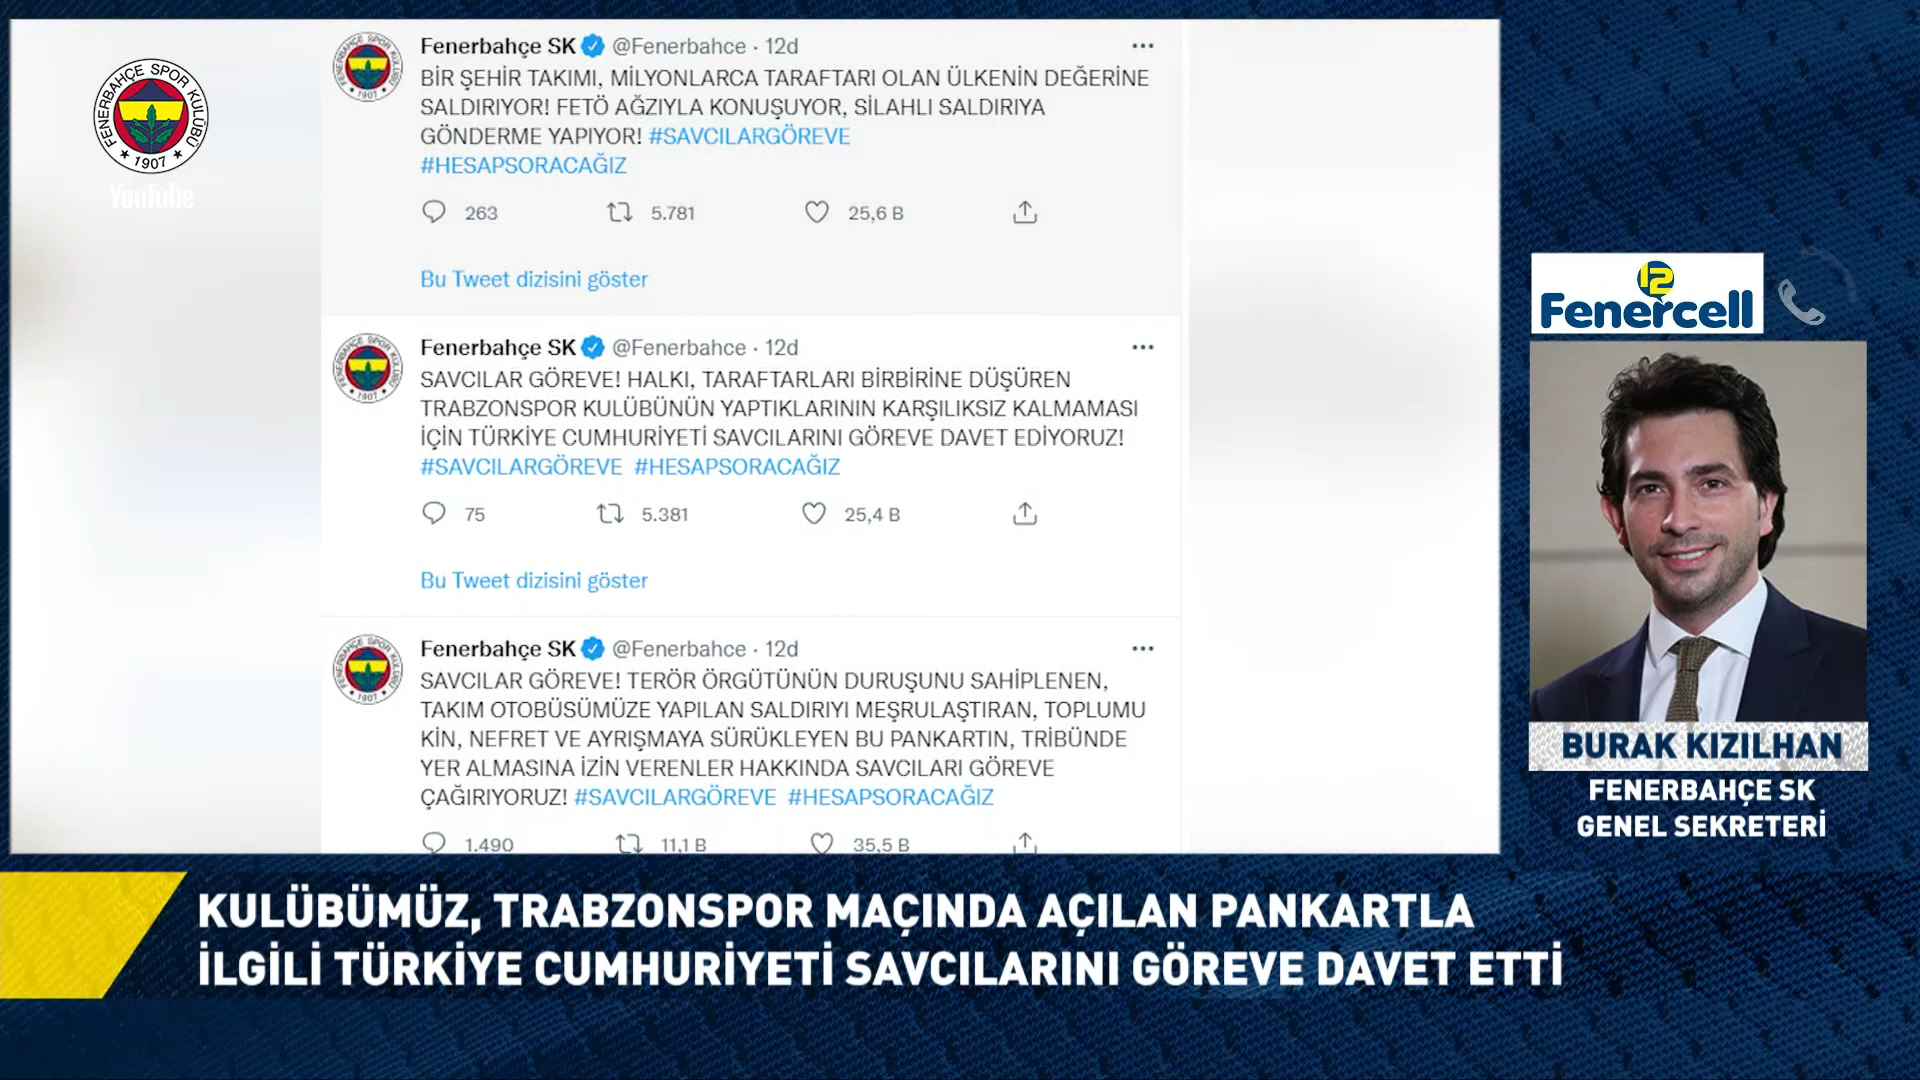 FENERBAHÇE SPOR KULÜBÜ
★ 1907 ★
YouTube
Fenerbahçe SK @Fenerbahce · 12d
BİR ŞEHİR TAKIMI, MİLYONLARCA TARAFTARI OLAN ÜLKENİN DEĞERİNE
SALDIRIYOR! FETÖ AĞZIYLA KONUŞUYOR, SİLAHLI SALDIRIYA
GÖNDERME YAPIYOR! #SAVCILARGÖREVE
#HESAPSORACAĞIZ
263 5.781 25,6 B
Bu Tweet dizisini göster
Fenerbahçe SK @Fenerbahce · 12d
SAVCILAR GÖREVE! HALKI, TARAFTARLARI BİRBİRİNE DÜŞÜREN
TRABZONSPOR KULÜBÜNÜN YAPTIKLARININ KARŞILIKSIZ KALMAMASI
İÇİN TÜRKİYE CUMHURİYETİ SAVCILARINI GÖREVE DAVET EDİYORUZ!
#SAVCILARGÖREVE #HESAPSORACAĞIZ
75 5.381 25,4 B
Bu Tweet dizisini göster
Fenerbahçe SK @Fenerbahce · 12d
SAVCILAR GÖREVE! TERÖR ÖRGÜTÜNÜN DURUŞUNU SAHİPLENEN,
TAKIM OTOBÜSÜMÜZE YAPILAN SALDIRIYI MEŞRULAŞTIRAN, TOPLUMU
KİN, NEFRET VE AYRIŞMAYA SÜRÜKLEYEN BU PANKARTIN, TRİBÜNDE
YER ALMASINA İZİN VERENLER HAKKINDA SAVCILARI GÖREVE
ÇAĞIRIYORUZ! #SAVCILARGÖREVE #HESAPSORACAĞIZ
1.490 11,1 B 35,5 B
12
Fenercell
BURAK KIZILHAN
FENERBAHÇE SK
GENEL SEKRETERİ
KULÜBÜMÜZ, TRABZONSPOR MAÇINDA AÇILAN PANKARTLA
İLGİLİ TÜRKİYE CUMHURİYETİ SAVCILARINI GÖREVE DAVET ETTİ